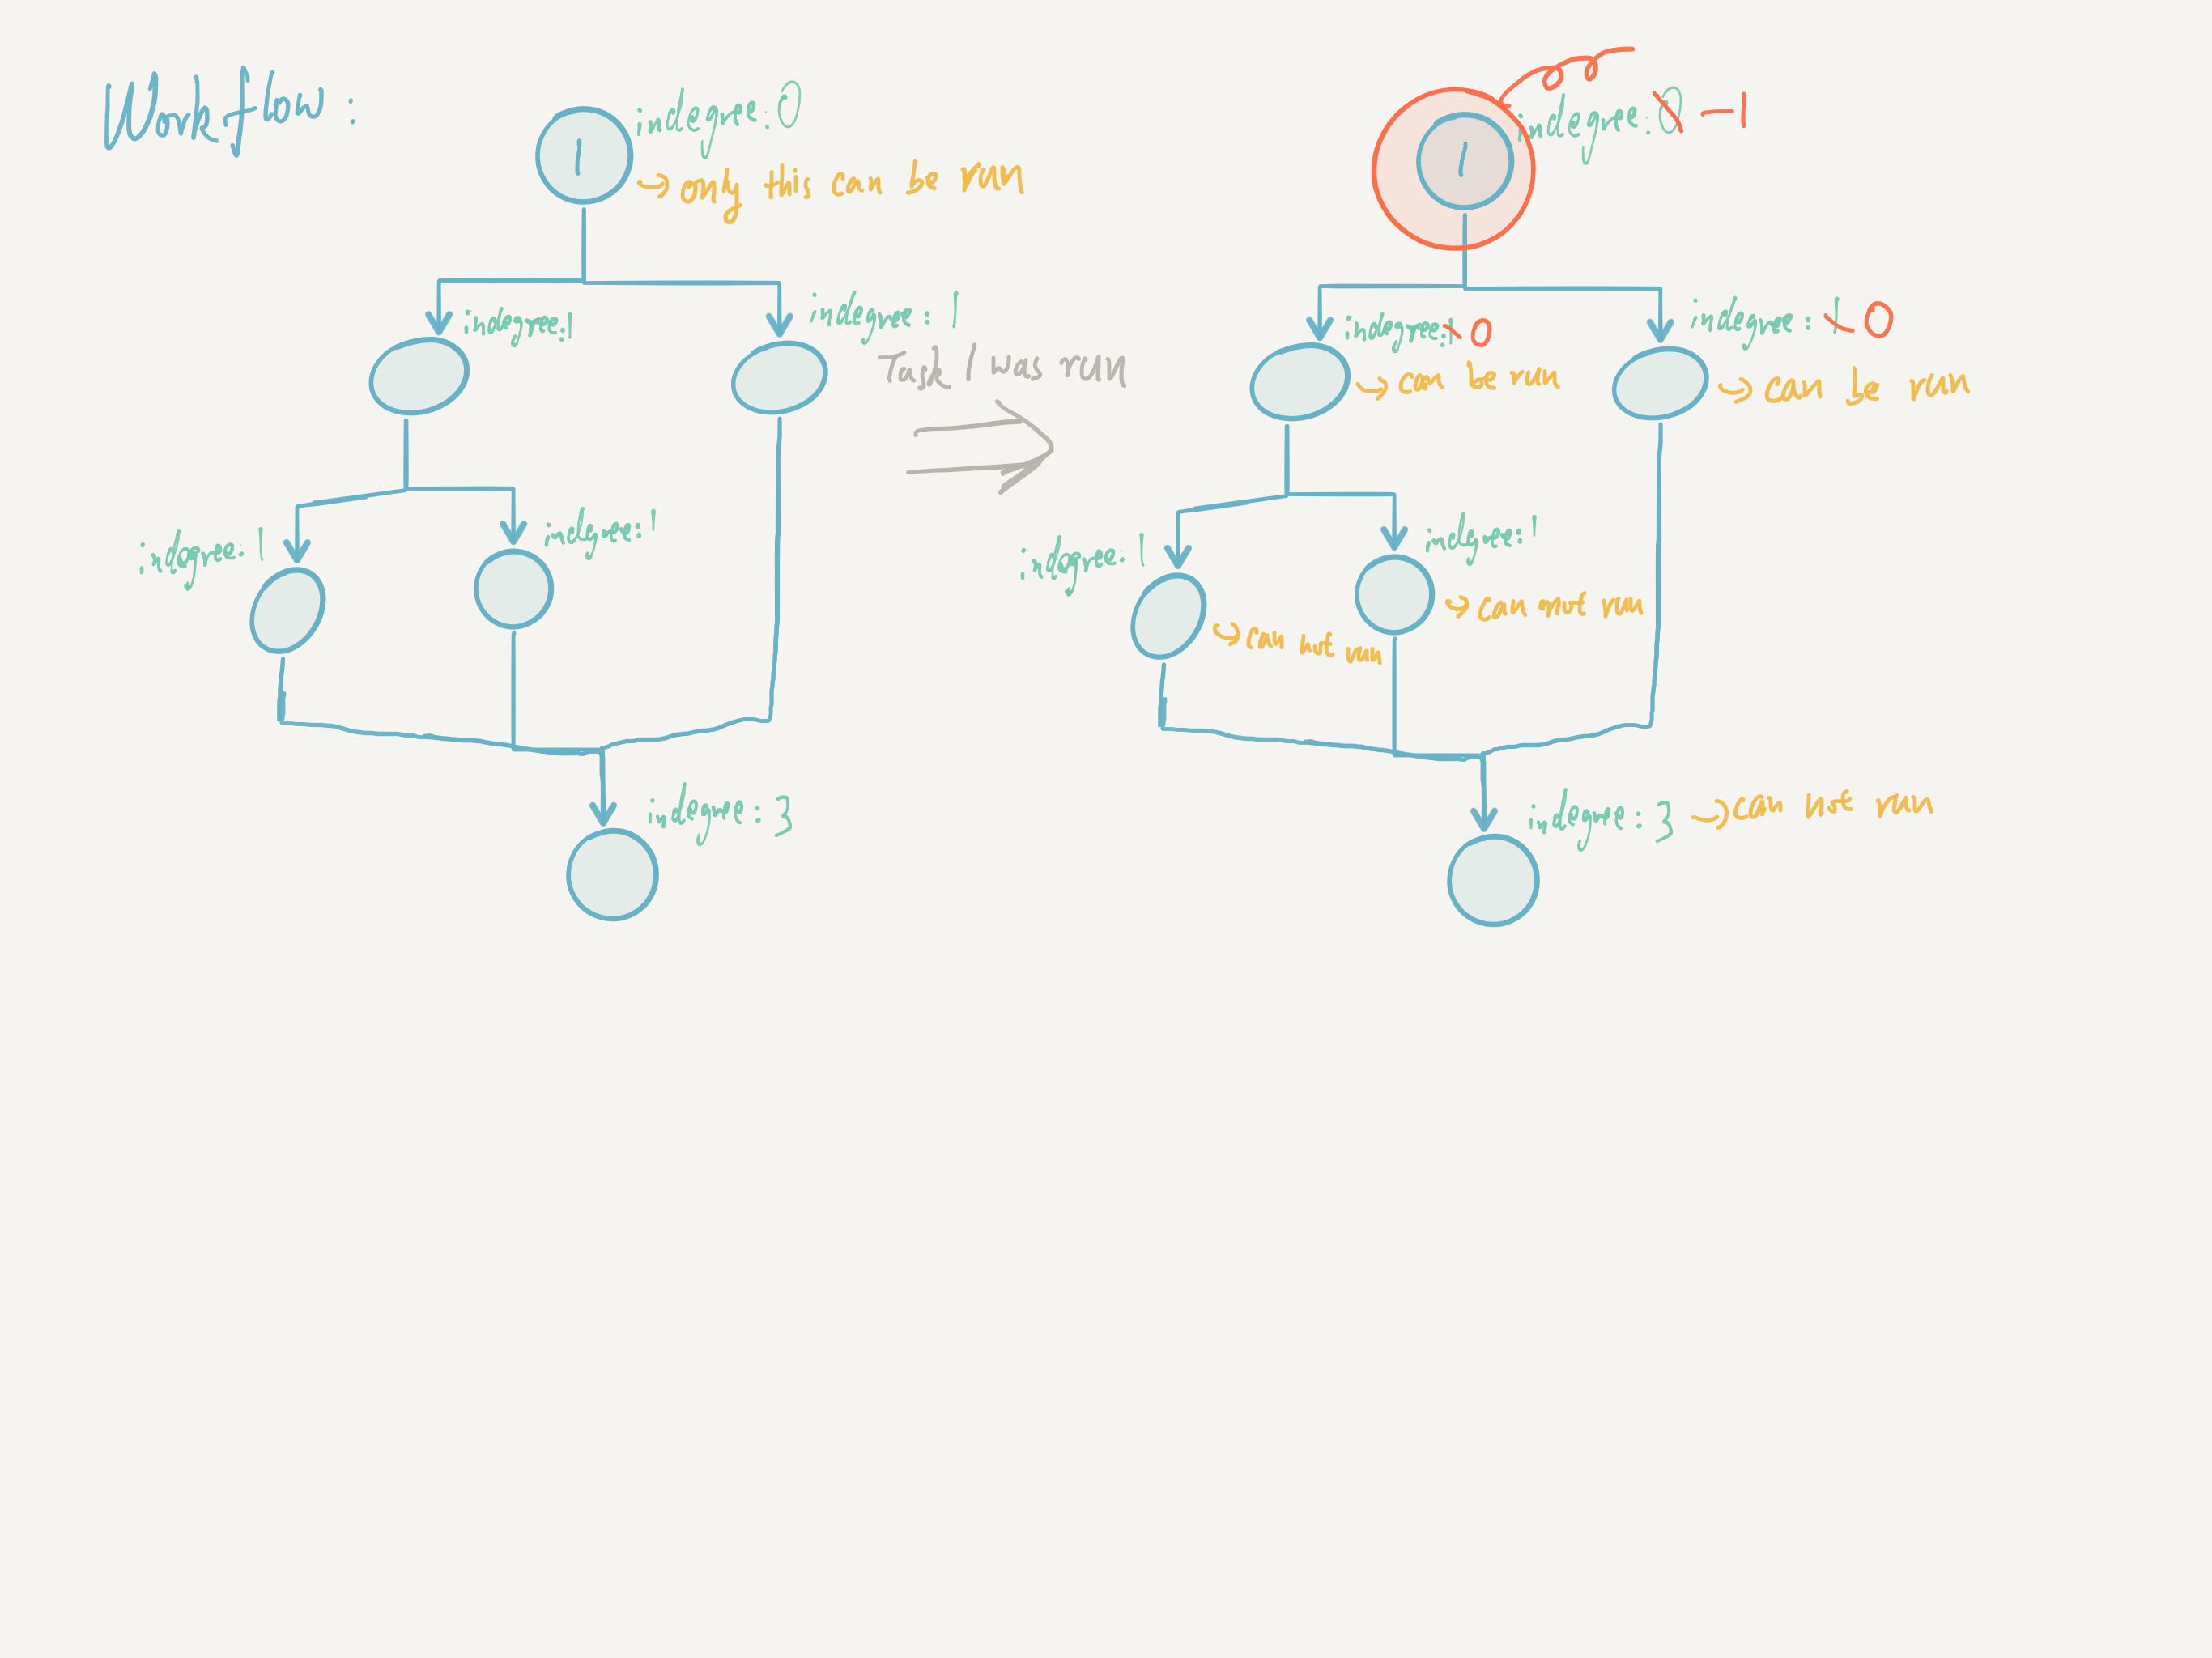 Workflow:
1
indegree: 0
→ only this can be run
indegree: 1
indegree: 1
indegree: 1
indegree: 1
indegree: 3
Task 1 was run
1
indegree: 0 -1
indegree: 1 0
→ can be run
indegree: 1 0
→ can be run
indegree: 1
→ can not run
indegree: 1
→ can not run
indegree: 3 → can not run